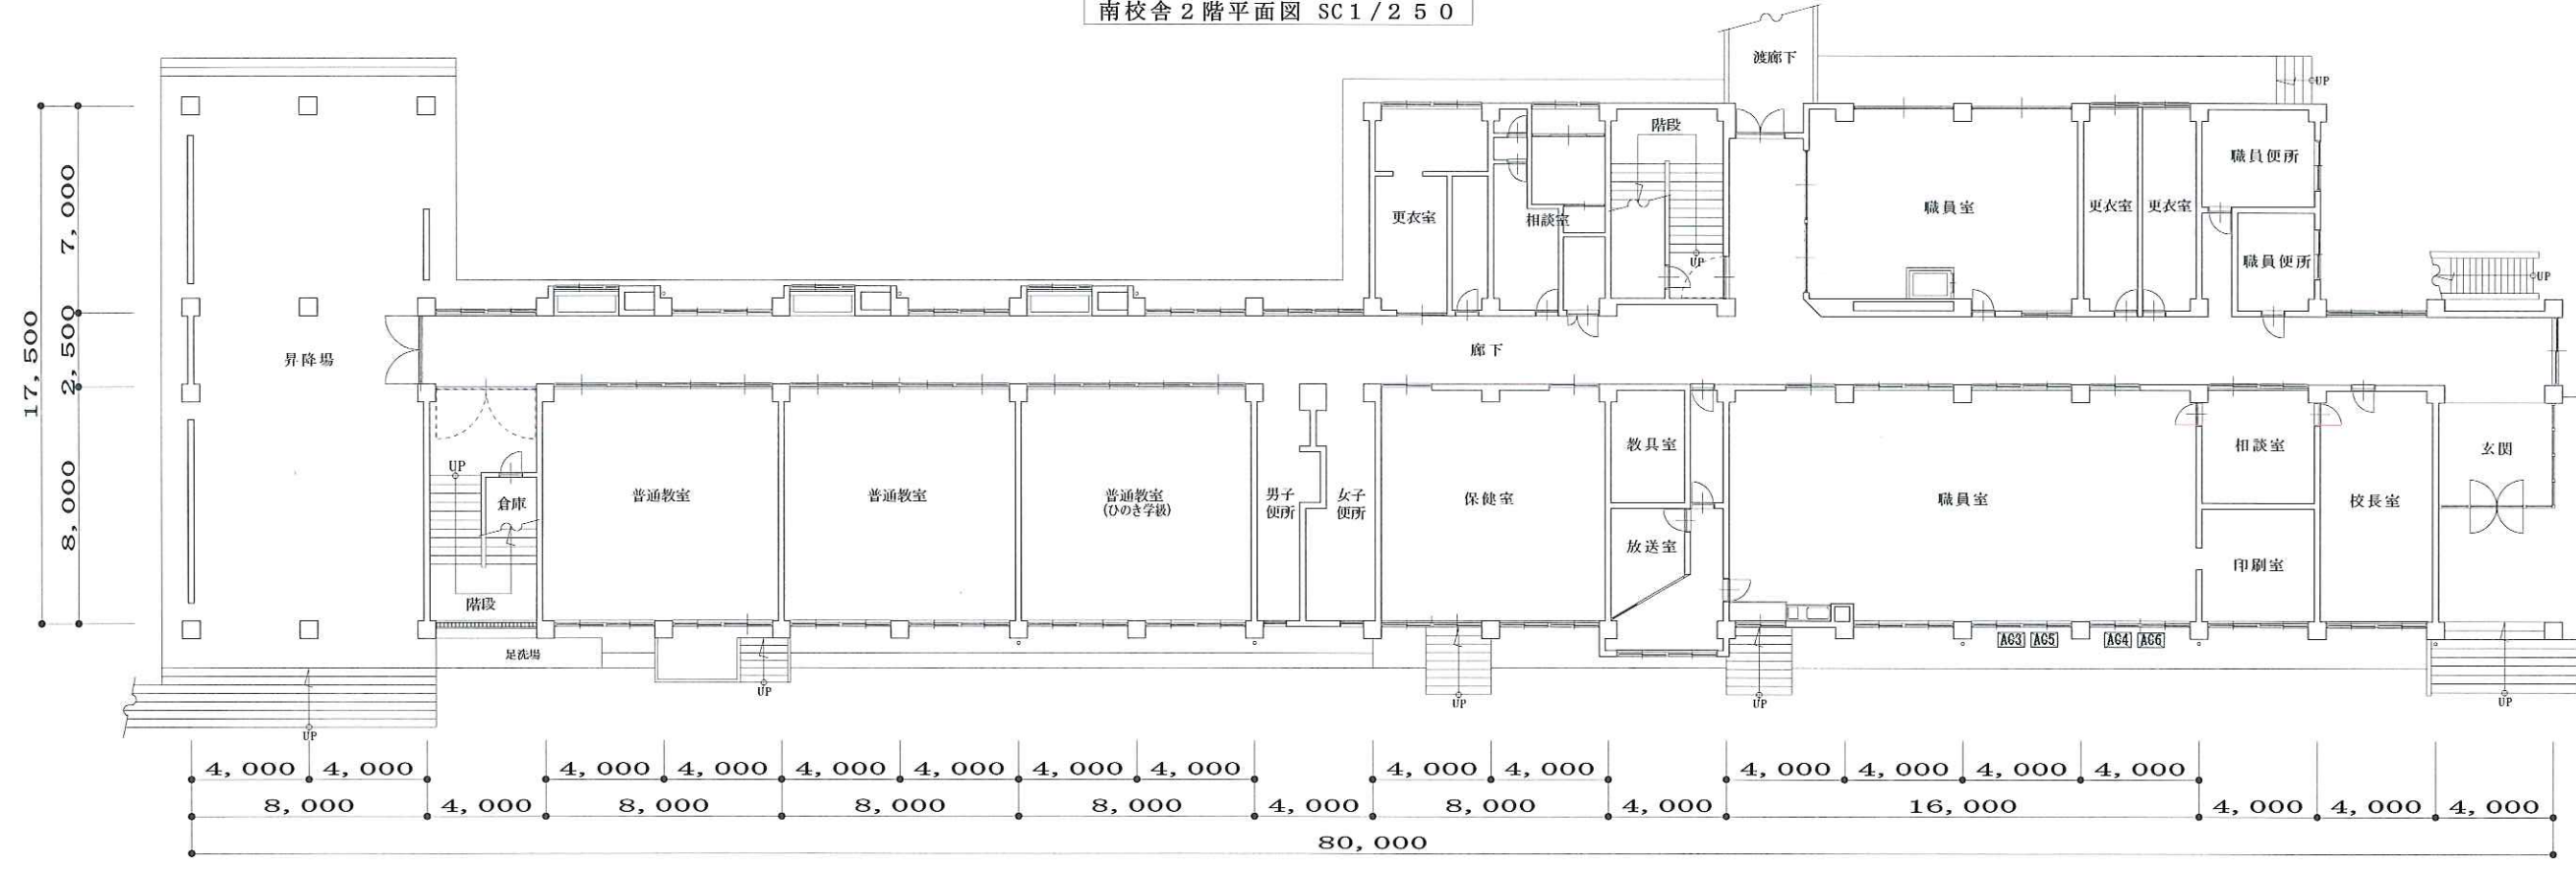 南校舎２階平面図 SC１/２５０
渡廊下
UP
階段
職員便所
7,000
更衣室
相談室
職員室
更衣室
更衣室
UP
職員便所
UP
17,500
2,500
昇降場
廊下
8,000
UP
倉庫
階段
普通教室
普通教室
普通教室
(ひのき学級)
男子
便所
女子
便所
保健室
教具室
放送室
職員室
相談室
印刷室
校長室
玄関
AG3 AG5 AG4 AG6
足洗場
UP
UP
UP
UP
UP
4,000 4,000 4,000 4,000 4,000 4,000 4,000 4,000 4,000 4,000 4,000 4,000 4,000 4,000
8,000 4,000 8,000 8,000 8,000 4,000 8,000 4,000 16,000 4,000 4,000 4,000
80,000